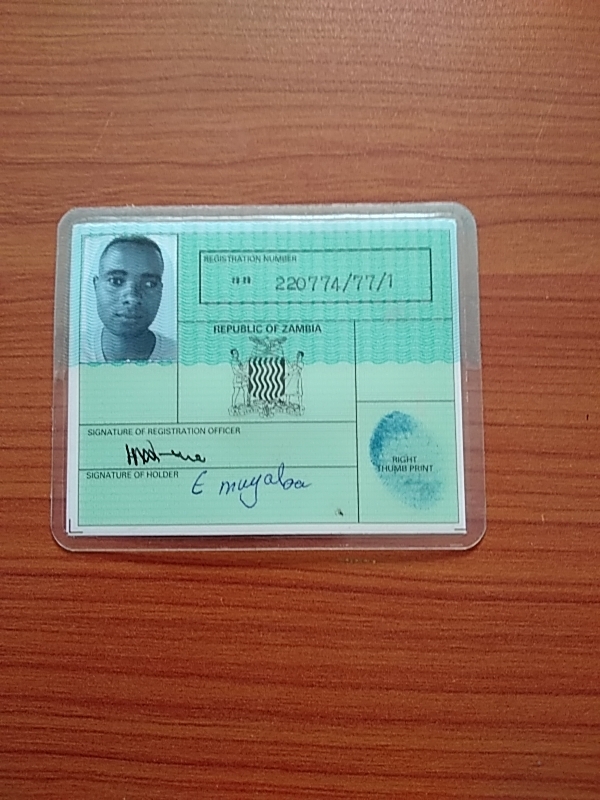 REGISTRATION NUMBER
220774/77/1
REPUBLIC OF ZAMBIA
SIGNATURE OF REGISTRATION OFFICER
SIGNATURE OF HOLDER
E muyaba
RIGHT
THUMB PRINT